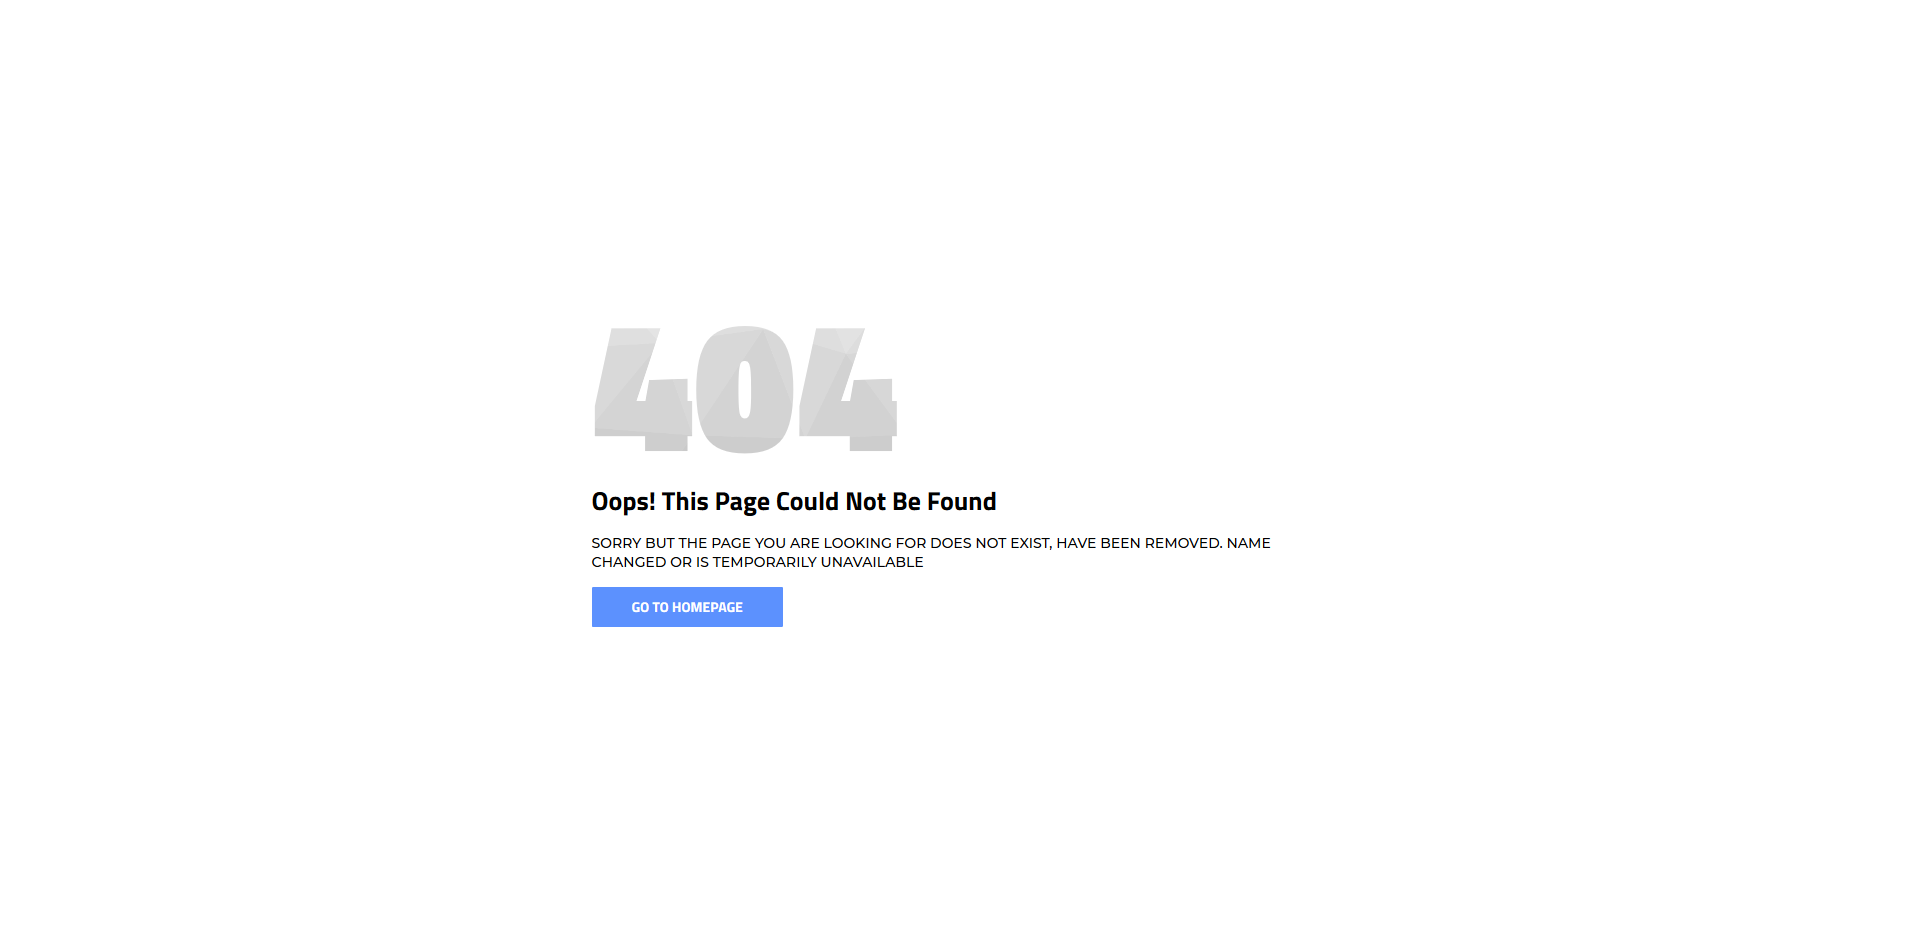 404
Oops! This Page Could Not Be Found
SORRY BUT THE PAGE YOU ARE LOOKING FOR DOES NOT EXIST, HAVE BEEN REMOVED. NAME
CHANGED OR IS TEMPORARILY UNAVAILABLE
GO TO HOMEPAGE